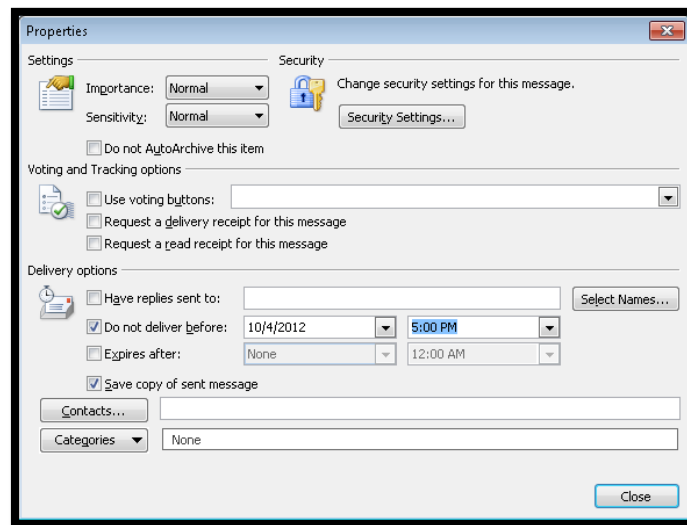 Properties
Settings
Security
Importance: Normal
Change security settings for this message.
Sensitivity: Normal
Security Settings...
Do not AutoArchive this item
Voting and Tracking options
Use voting buttons:
Request a delivery receipt for this message
Request a read receipt for this message
Delivery options
Have replies sent to:
Select Names...
Do not deliver before: 10/4/2012 5:00 PM
Expires after: None 12:00 AM
Save copy of sent message
Contacts...
Categories None
Close